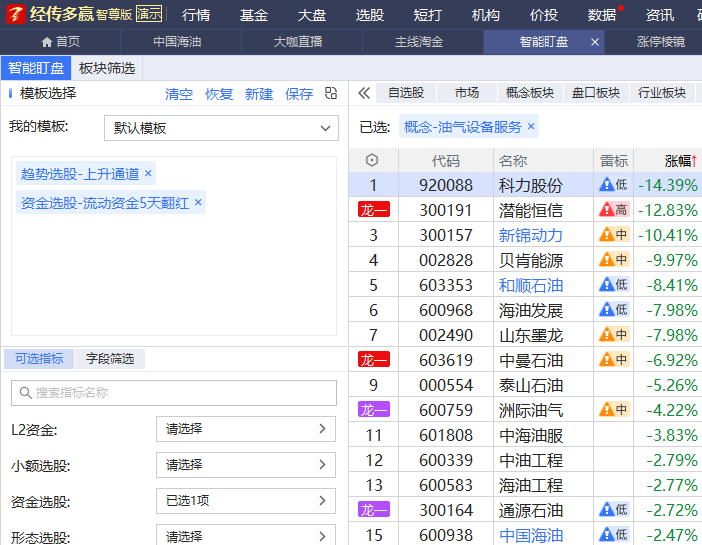 经传多赢 智尊版 演示 行情 基金 大盘 选股 短打 机构 价投 数据 资讯
首页 中国海油 大咖直播 主线淘金 智能盯盘 × 涨停棱镜
智能盯盘 板块筛选
模板选择 清空 恢复 新建 保存
我的模板: 默认模板
趋势选股-上升通道 ×
资金选股-流动资金5天翻红 ×
可选指标 字段筛选
搜索指标名称
L2资金: 请选择
小额选股: 请选择
资金选股: 已选1项
形态选股: 请选择
自选股 市场 概念板块 盘口板块 行业板块
已选: 概念-油气设备服务 ×
代码 名称 雷标 涨幅↑
1 920088 科力股份 低 -14.39%
龙一 300191 潜能恒信 高 -12.83%
3 300157 新锦动力 中 -10.41%
4 002828 贝肯能源 中 -9.97%
5 603353 和顺石油 低 -8.41%
6 600968 海油发展 低 -7.98%
7 002490 山东墨龙 中 -7.98%
龙一 603619 中曼石油 中 -6.92%
9 000554 泰山石油 -5.26%
龙一 600759 洲际油气 中 -4.22%
11 601808 中海油服 -3.83%
12 600339 中油工程 -2.79%
13 600583 海油工程 -2.77%
龙一 300164 通源石油 低 -2.72%
15 600938 中国海油 低 -2.47%